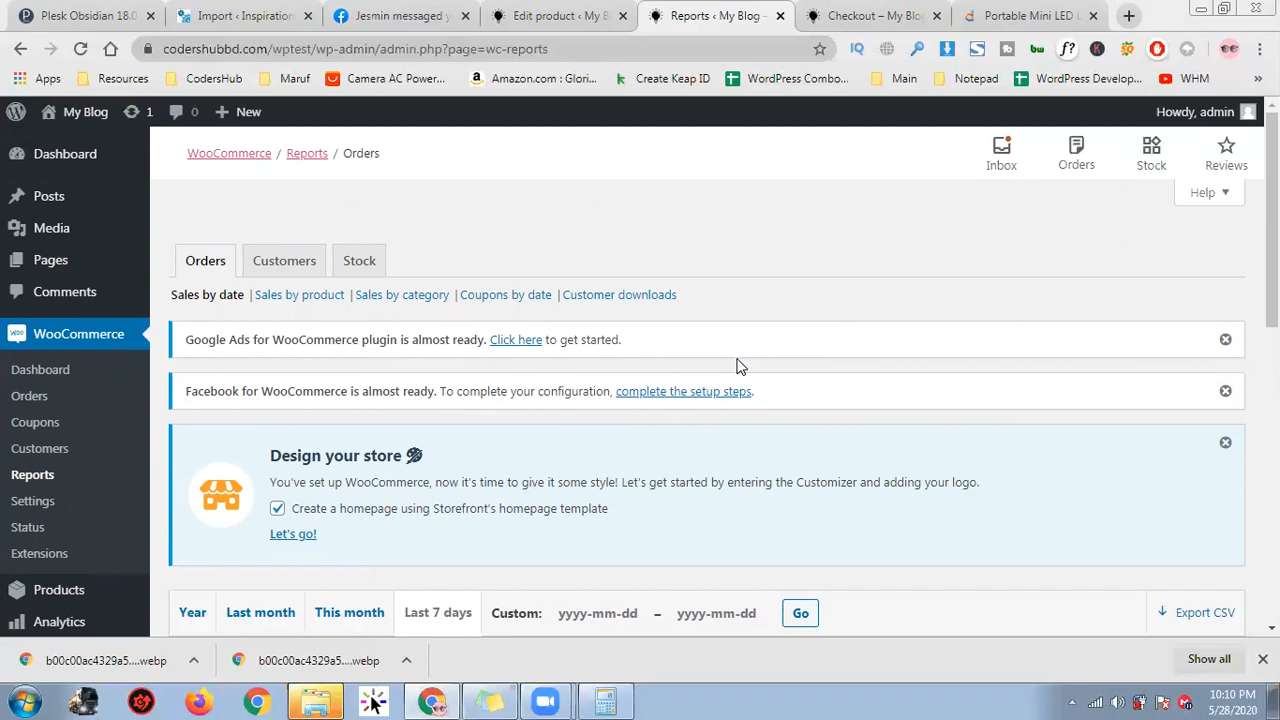 Plesk Obsidian 18.0
Import ‹ Inspiration
Jesmin messaged y
Edit product ‹ My B
Reports ‹ My Blog –
Checkout – My Blo
Portable Mini LED L
codershubbd.com/wptest/wp-admin/admin.php?page=wc-reports
Apps
Resources
CodersHub
Maruf
Camera AC Powe...
Amazon.com : Glori...
Create Keap ID
WordPress Combo...
Main
Notepad
WordPress Develop...
WHM
My Blog
1
0
New
Howdy, admin
Dashboard
Posts
Media
Pages
Comments
WooCommerce
Dashboard
Orders
Coupons
Customers
Reports
Settings
Status
Extensions
Products
Analytics
WooCommerce / Reports / Orders
Inbox
Orders
Stock
Reviews
Help
Orders
Customers
Stock
Sales by date | Sales by product | Sales by category | Coupons by date | Customer downloads
Google Ads for WooCommerce plugin is almost ready. Click here to get started.
Facebook for WooCommerce is almost ready. To complete your configuration, complete the setup steps.
Design your store
You've set up WooCommerce, now it's time to give it some style! Let's get started by entering the Customizer and adding your logo.
Create a homepage using Storefront's homepage template
Let's go!
Year
Last month
This month
Last 7 days
Custom: yyyy-mm-dd – yyyy-mm-dd
Go
Export CSV
b00c00ac4329a5....webp
b00c00ac4329a5....webp
Show all
10:10 PM
5/28/2020